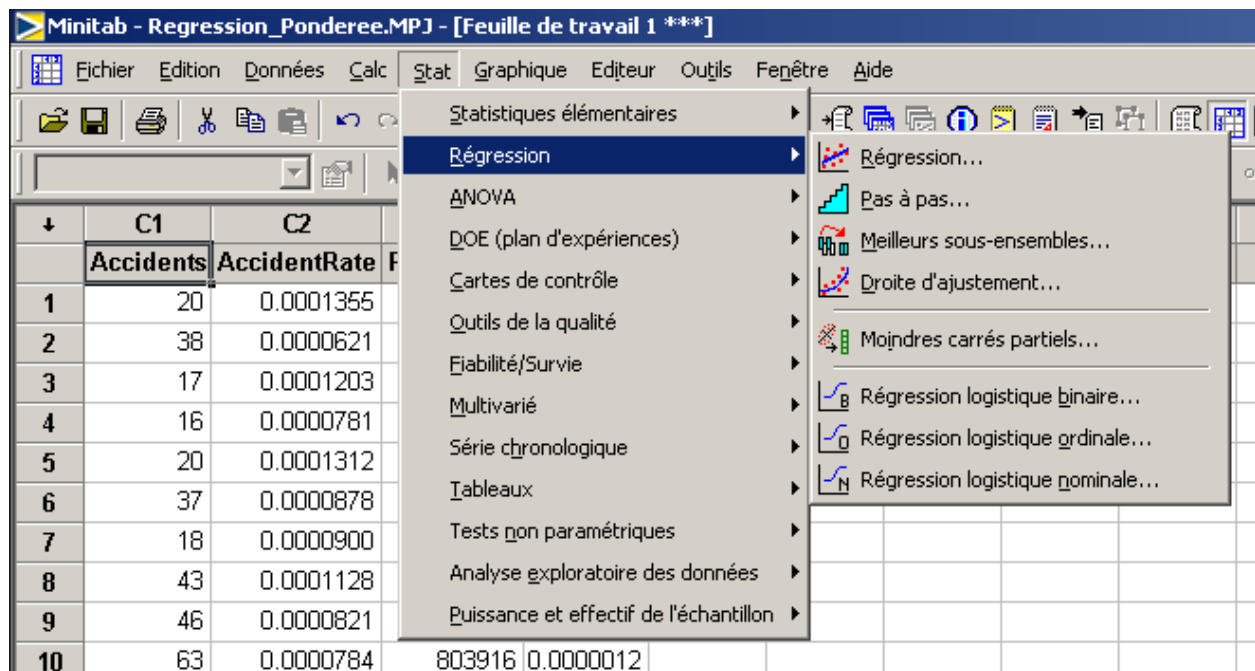 Minitab - Regression_Ponderee.MPJ - [Feuille de travail 1 ***]
Fichier Edition Données Calc Stat Graphique Editeur Outils Fenêtre Aide
Statistiques élémentaires
Régression
ANOVA
DOE (plan d'expériences)
Cartes de contrôle
Outils de la qualité
Fiabilité/Survie
Multivarié
Série chronologique
Tableaux
Tests non paramétriques
Analyse exploratoire des données
Puissance et effectif de l'échantillon
Régression...
Pas à pas...
Meilleurs sous-ensembles...
Droite d'ajustement...
Moindres carrés partiels...
B Régression logistique binaire...
O Régression logistique ordinale...
N Régression logistique nominale...
C1 C2
Accidents AccidentRate
1 20 0.0001355
2 38 0.0000621
3 17 0.0001203
4 16 0.0000781
5 20 0.0001312
6 37 0.0000878
7 18 0.0000900
8 43 0.0001128
9 46 0.0000821
10 63 0.0000784 803916 0.0000012